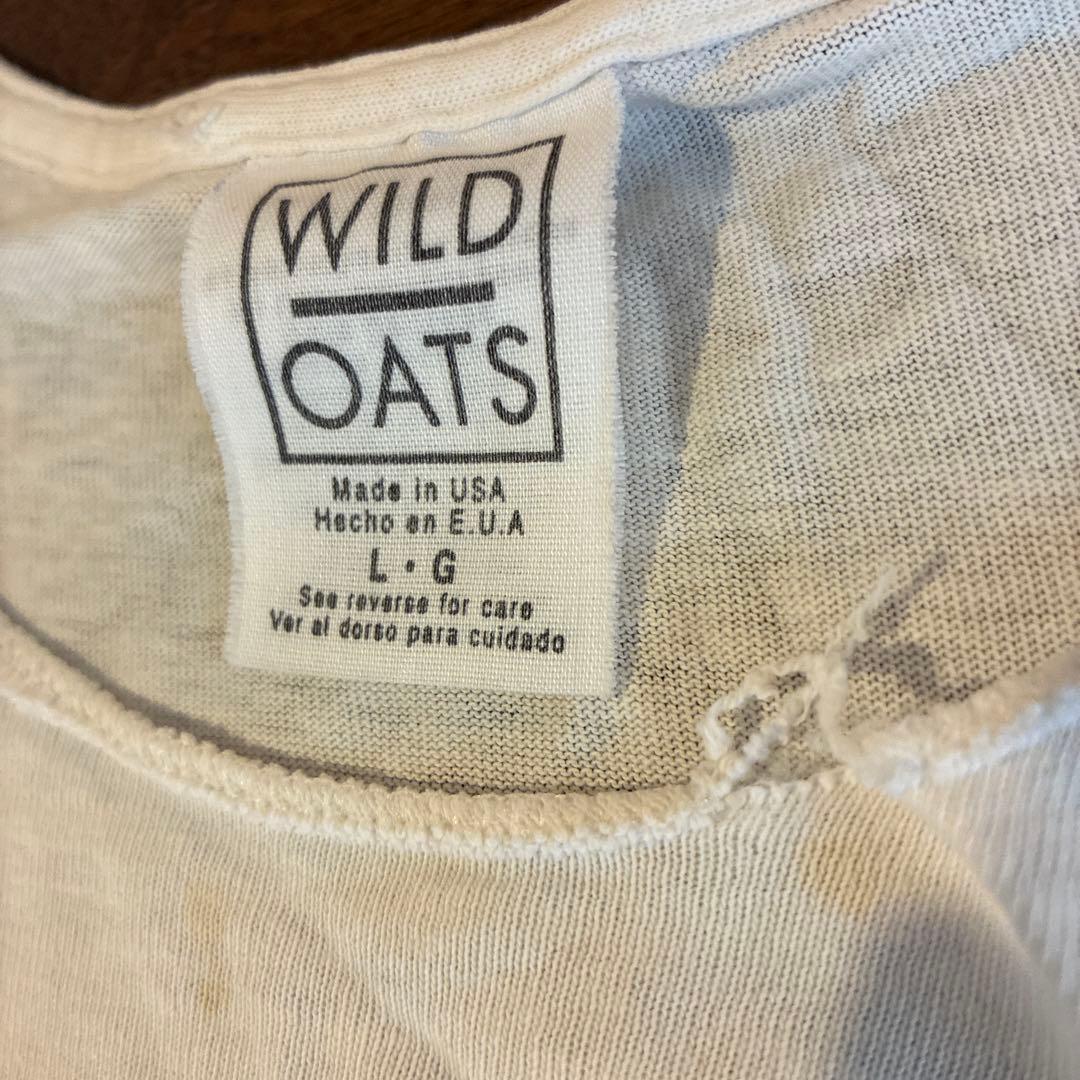 WILD
OATS
Made in USA
Hecho en E.U.A
L • G
See reverse for care
Ver al dorso para cuidado